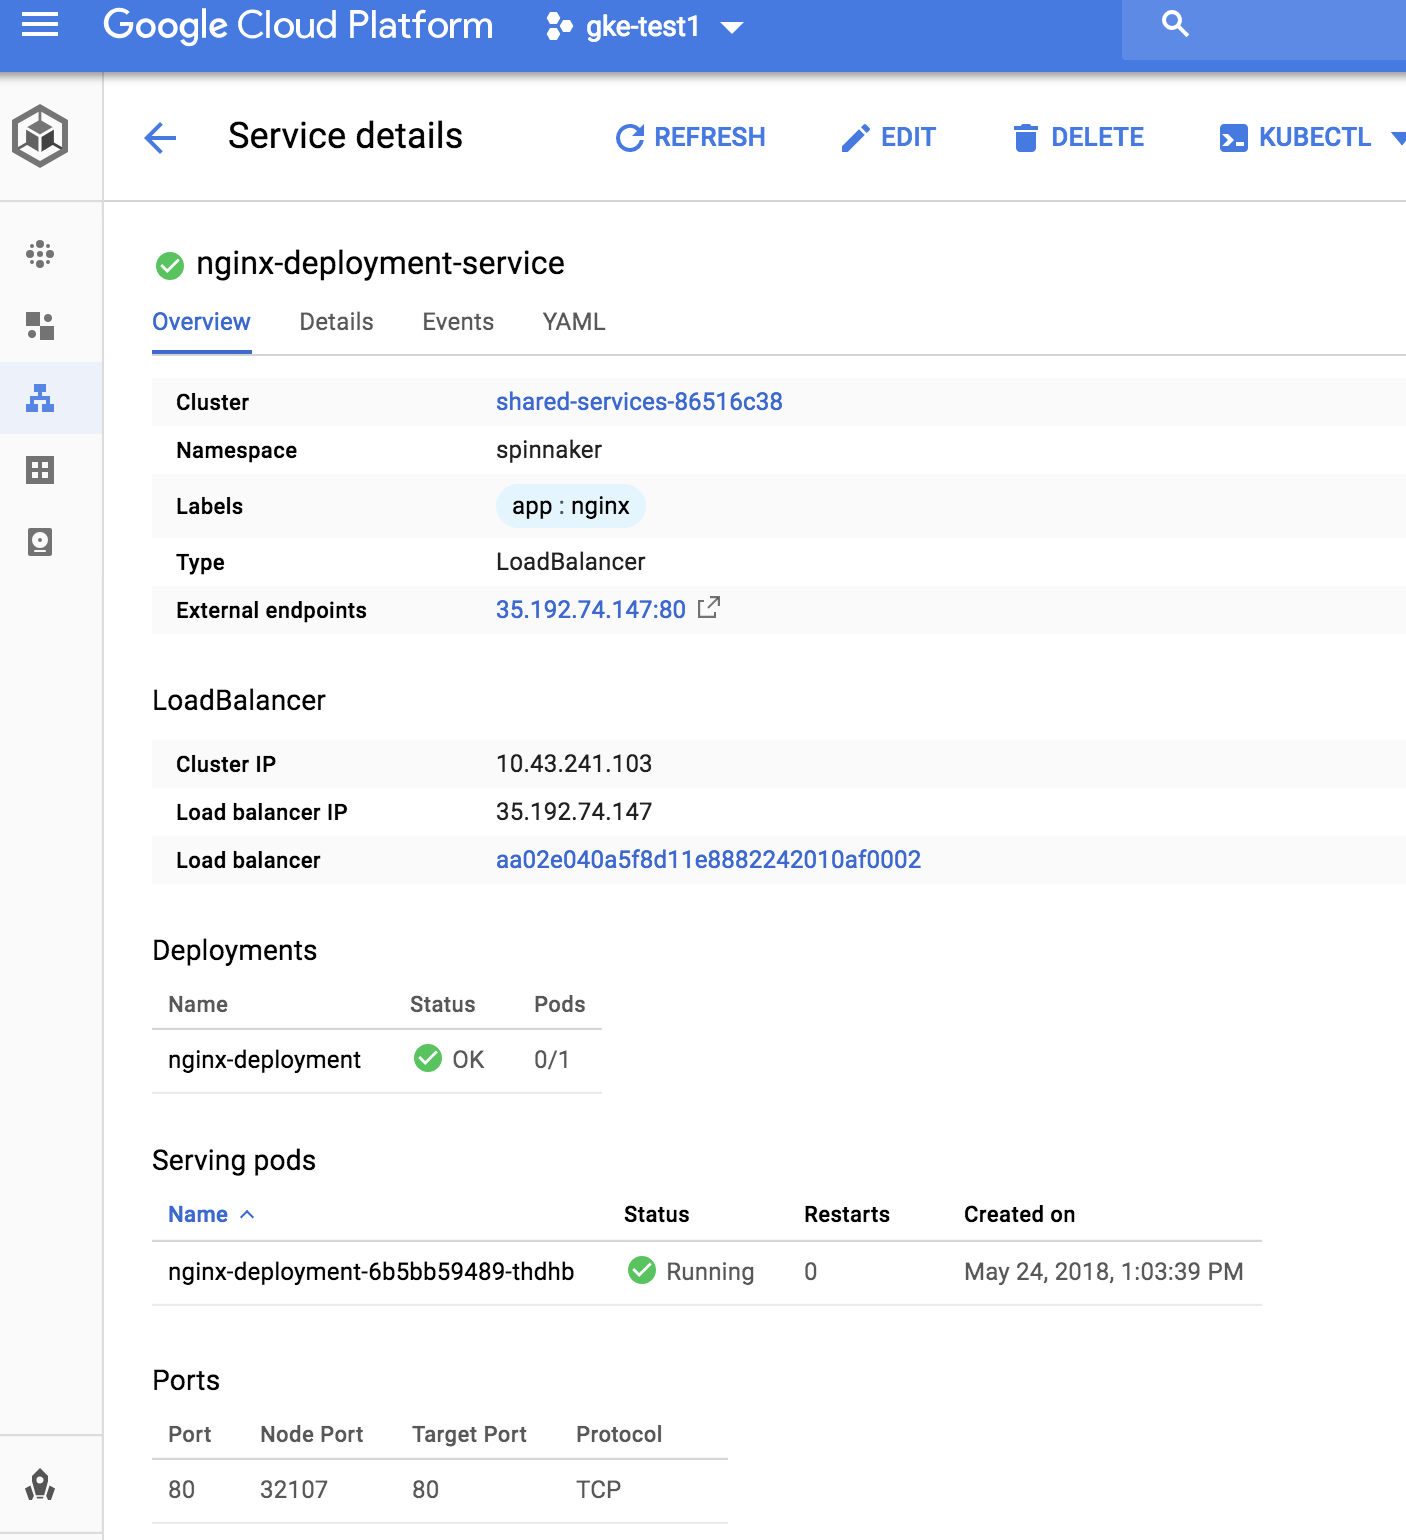 Google Cloud Platform gke-test1
Service details REFRESH EDIT DELETE KUBECTL
nginx-deployment-service
Overview Details Events YAML
Cluster shared-services-86516c38
Namespace spinnaker
Labels app : nginx
Type LoadBalancer
External endpoints 35.192.74.147:80
LoadBalancer
Cluster IP 10.43.241.103
Load balancer IP 35.192.74.147
Load balancer aa02e040a5f8d11e8882242010af0002
Deployments
Name Status Pods
nginx-deployment OK 0/1
Serving pods
Name Status Restarts Created on
nginx-deployment-6b5bb59489-thdhb Running 0 May 24, 2018, 1:03:39 PM
Ports
Port Node Port Target Port Protocol
80 32107 80 TCP